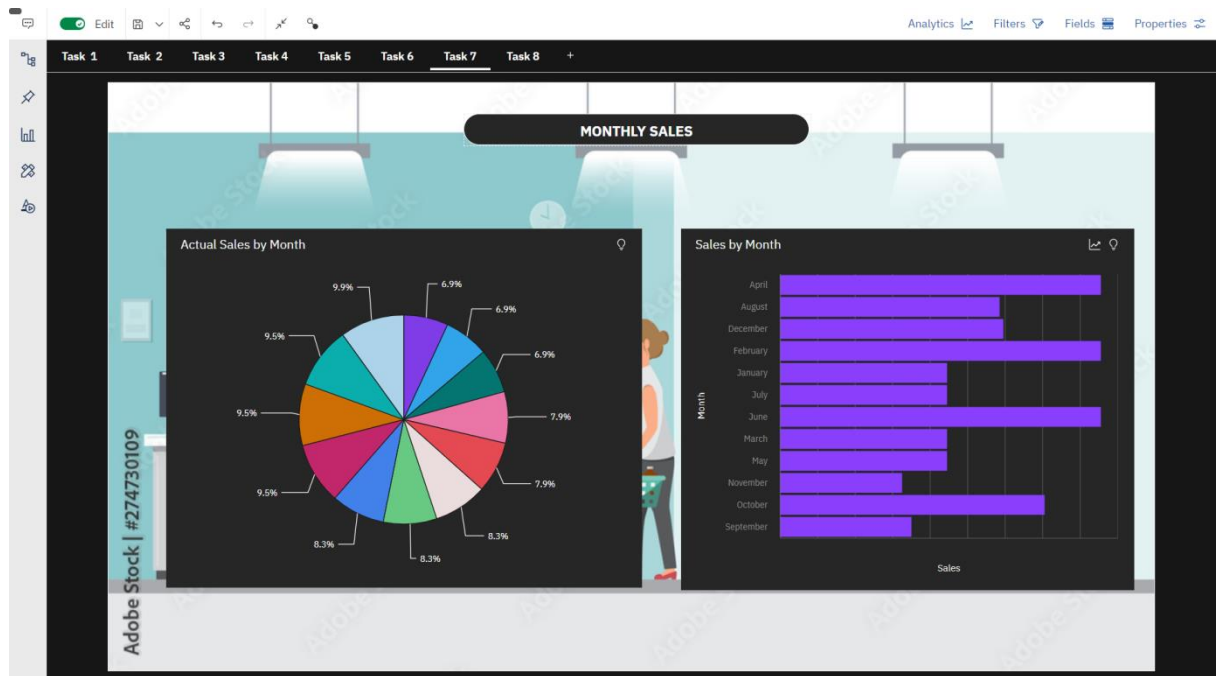 Edit
Analytics
Filters
Fields
Properties
Task 1
Task 2
Task 3
Task 4
Task 5
Task 6
Task 7
Task 8
+
MONTHLY SALES
Actual Sales by Month
9.9%
6.9%
6.9%
9.5%
6.9%
9.5%
7.9%
7.9%
9.5%
8.3%
8.3%
8.3%
Sales by Month
April
August
December
February
January
July
June
March
May
November
October
September
Month
Sales
Adobe Stock | #274730109